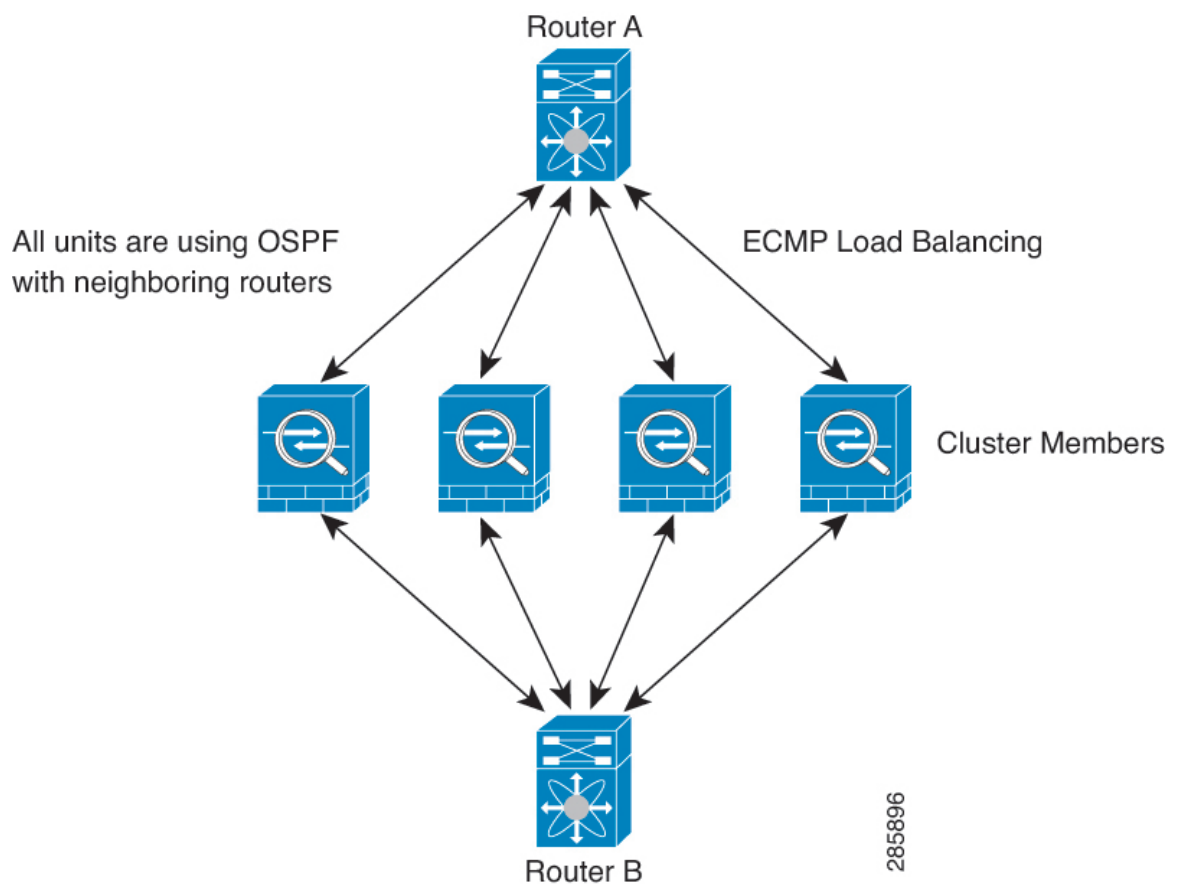 Router A
All units are using OSPF
with neighboring routers
ECMP Load Balancing
Cluster Members
Router B
285896